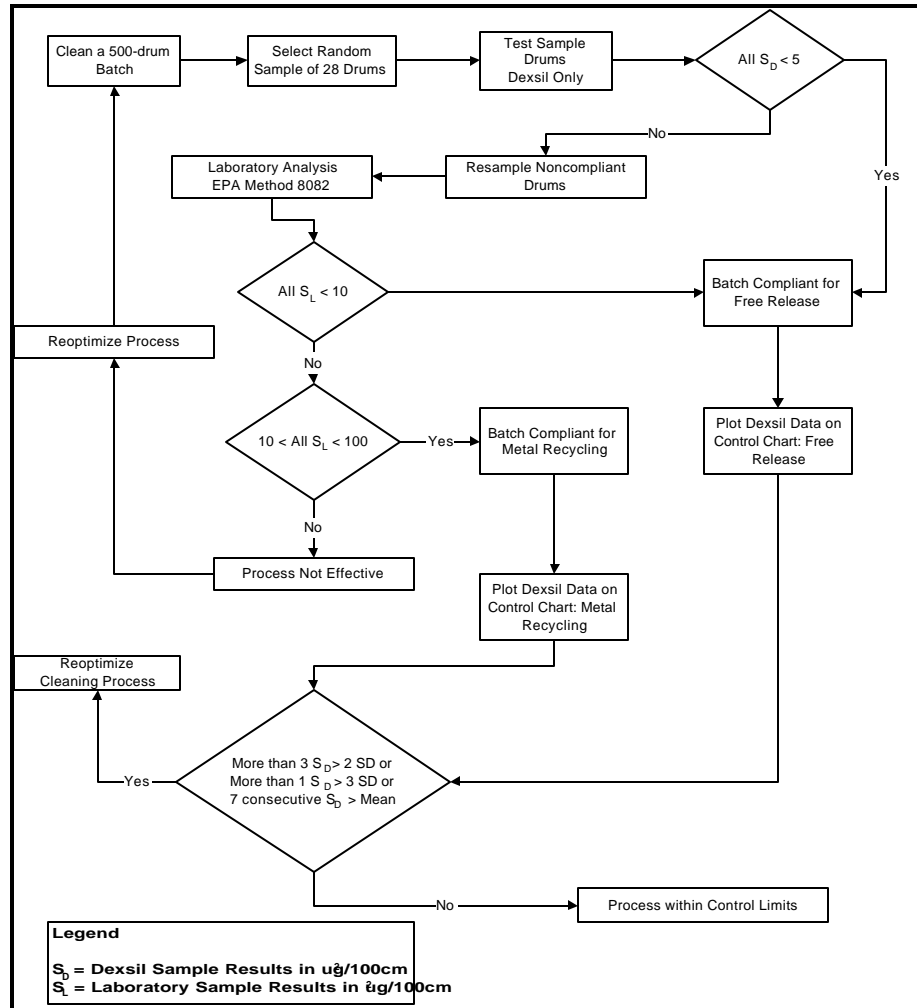 Clean a 500-drum
Batch
Select Random
Sample of 28 Drums
Test Sample
Drums
Dexsil Only
All S_D < 5
No
Yes
Laboratory Analysis
EPA Method 8082
Resample Noncompliant
Drums
All S_L < 10
Batch Compliant for
Free Release
Reoptimize Process
No
10 < All S_L < 100
Yes
Batch Compliant for
Metal Recycling
Plot Dexsil Data on
Control Chart: Free
Release
No
Process Not Effective
Plot Dexsil Data on
Control Chart: Metal
Recycling
Reoptimize
Cleaning Process
More than 3 S_D > 2 SD or
More than 1 S_D > 3 SD or
7 consecutive S_D > Mean
Yes
No
Process within Control Limits
Legend
S_D = Dexsil Sample Results in ug/100cm²
S_L = Laboratory Sample Results in ug/100cm²